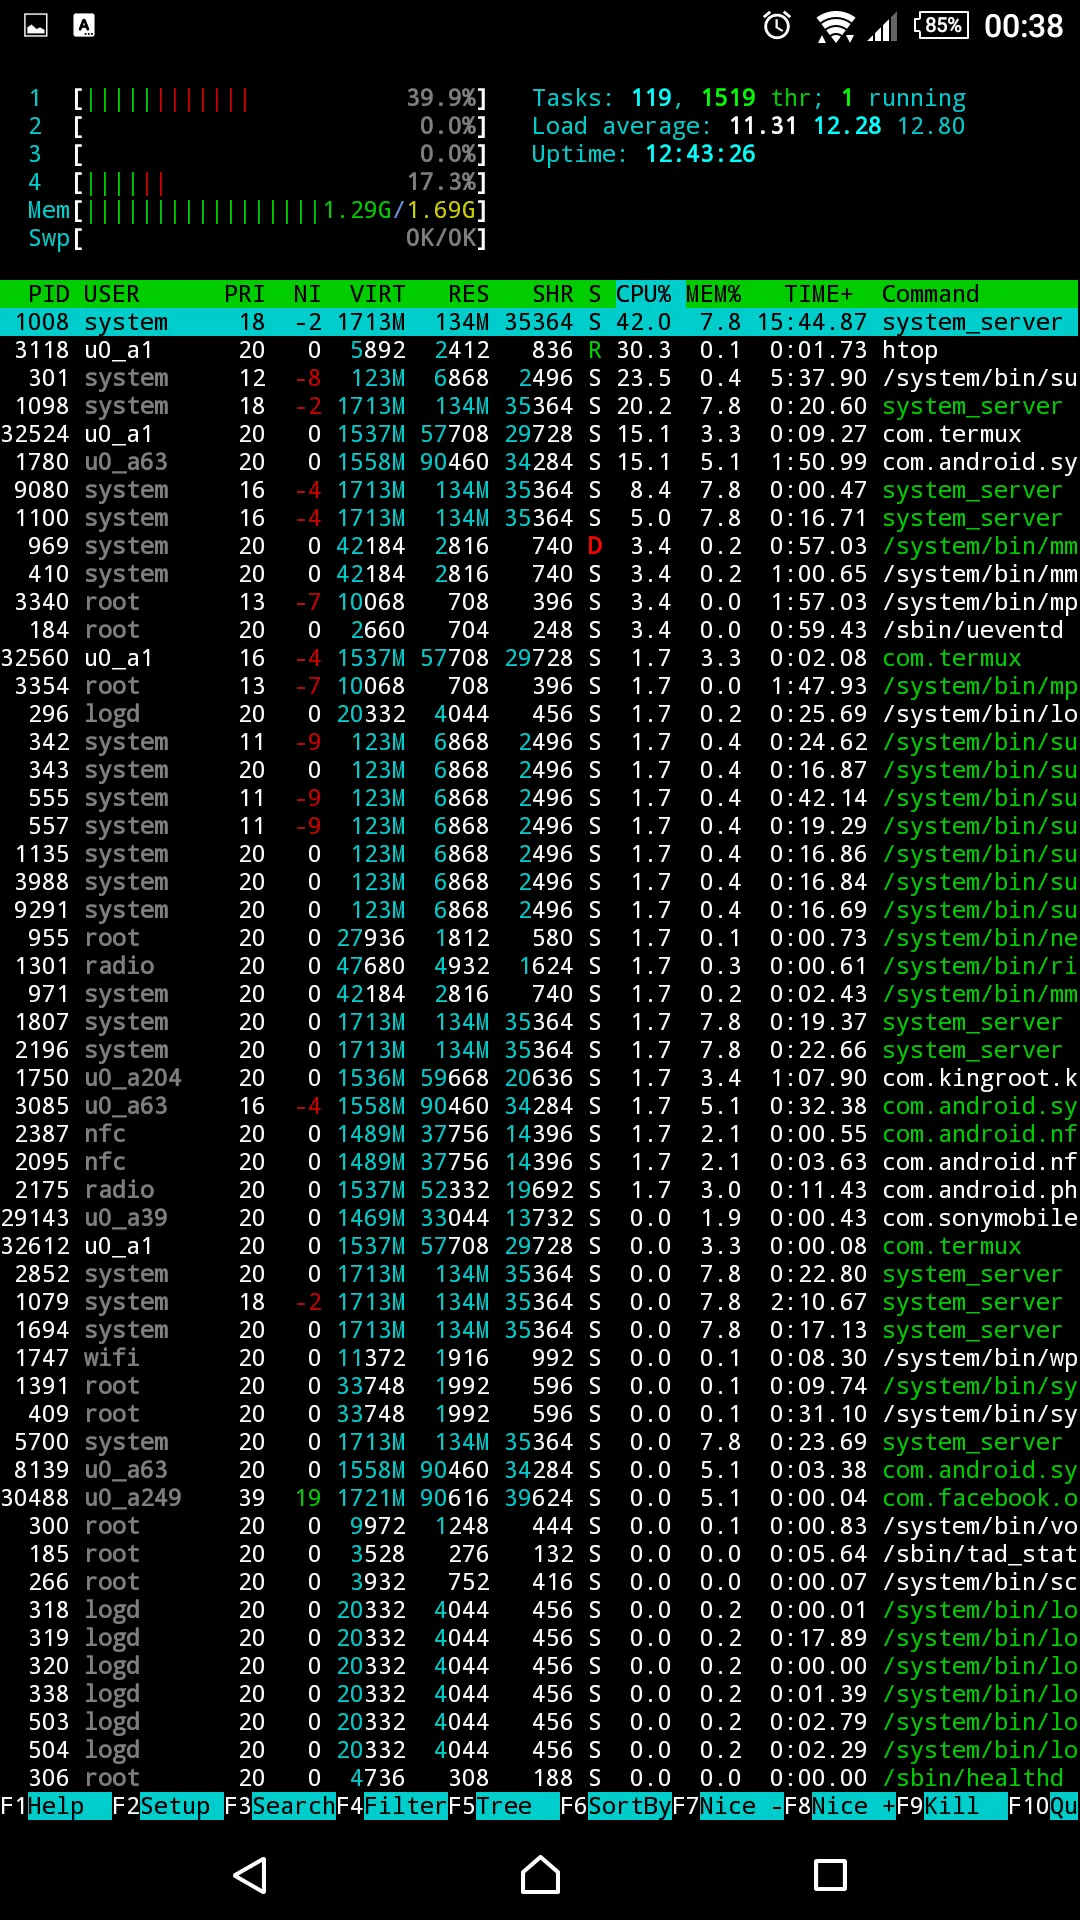 A 85% 00:38
1 [||||||||||||| 39.9%] Tasks: 119, 1519 thr; 1 running
2 [ 0.0%] Load average: 11.31 12.28 12.80
3 [ 0.0%] Uptime: 12:43:26
4 [||||||| 17.3%]
Mem[|||||||||||||||||1.29G/1.69G]
Swp[ 0K/0K]
PID USER PRI NI VIRT RES SHR S CPU% MEM% TIME+ Command
1008 system 18 -2 1713M 134M 35364 S 42.0 7.8 15:44.87 system_server
3118 u0_a1 20 0 5892 2412 836 R 30.3 0.1 0:01.73 htop
301 system 12 -8 123M 6868 2496 S 23.5 0.4 5:37.90 /system/bin/su
1098 system 18 -2 1713M 134M 35364 S 20.2 7.8 0:20.60 system_server
32524 u0_a1 20 0 1537M 57708 29728 S 15.1 3.3 0:09.27 com.termux
1780 u0_a63 20 0 1558M 90460 34284 S 15.1 5.1 1:50.99 com.android.sy
9080 system 16 -4 1713M 134M 35364 S 8.4 7.8 0:00.47 system_server
1100 system 16 -4 1713M 134M 35364 S 5.0 7.8 0:16.71 system_server
969 system 20 0 42184 2816 740 D 3.4 0.2 0:57.03 /system/bin/mm
410 system 20 0 42184 2816 740 S 3.4 0.2 1:00.65 /system/bin/mm
3340 root 13 -7 10068 708 396 S 3.4 0.0 1:57.03 /system/bin/mp
184 root 20 0 2660 704 248 S 3.4 0.0 0:59.43 /sbin/ueventd
32560 u0_a1 16 -4 1537M 57708 29728 S 1.7 3.3 0:02.08 com.termux
3354 root 13 -7 10068 708 396 S 1.7 0.0 1:47.93 /system/bin/mp
296 logd 20 0 20332 4044 456 S 1.7 0.2 0:25.69 /system/bin/lo
342 system 11 -9 123M 6868 2496 S 1.7 0.4 0:24.62 /system/bin/su
343 system 20 0 123M 6868 2496 S 1.7 0.4 0:16.87 /system/bin/su
555 system 11 -9 123M 6868 2496 S 1.7 0.4 0:42.14 /system/bin/su
557 system 11 -9 123M 6868 2496 S 1.7 0.4 0:19.29 /system/bin/su
1135 system 20 0 123M 6868 2496 S 1.7 0.4 0:16.86 /system/bin/su
3988 system 20 0 123M 6868 2496 S 1.7 0.4 0:16.84 /system/bin/su
9291 system 20 0 123M 6868 2496 S 1.7 0.4 0:16.69 /system/bin/su
955 root 20 0 27936 1812 580 S 1.7 0.1 0:00.73 /system/bin/ne
1301 radio 20 0 47680 4932 1624 S 1.7 0.3 0:00.61 /system/bin/ri
971 system 20 0 42184 2816 740 S 1.7 0.2 0:02.43 /system/bin/mm
1807 system 20 0 1713M 134M 35364 S 1.7 7.8 0:19.37 system_server
2196 system 20 0 1713M 134M 35364 S 1.7 7.8 0:22.66 system_server
1750 u0_a204 20 0 1536M 59668 20636 S 1.7 3.4 1:07.90 com.kingroot.k
3085 u0_a63 16 -4 1558M 90460 34284 S 1.7 5.1 0:32.38 com.android.sy
2387 nfc 20 0 1489M 37756 14396 S 1.7 2.1 0:00.55 com.android.nf
2095 nfc 20 0 1489M 37756 14396 S 1.7 2.1 0:03.63 com.android.nf
2175 radio 20 0 1537M 52332 19692 S 1.7 3.0 0:11.43 com.android.ph
29143 u0_a39 20 0 1469M 33044 13732 S 0.0 1.9 0:00.43 com.sonymobile
32612 u0_a1 20 0 1537M 57708 29728 S 0.0 3.3 0:00.08 com.termux
2852 system 20 0 1713M 134M 35364 S 0.0 7.8 0:22.80 system_server
1079 system 18 -2 1713M 134M 35364 S 0.0 7.8 2:10.67 system_server
1694 system 20 0 1713M 134M 35364 S 0.0 7.8 0:17.13 system_server
1747 wifi 20 0 11372 1916 992 S 0.0 0.1 0:08.30 /system/bin/wp
1391 root 20 0 33748 1992 596 S 0.0 0.1 0:09.74 /system/bin/sy
409 root 20 0 33748 1992 596 S 0.0 0.1 0:31.10 /system/bin/sy
5700 system 20 0 1713M 134M 35364 S 0.0 7.8 0:23.69 system_server
8139 u0_a63 20 0 1558M 90460 34284 S 0.0 5.1 0:03.38 com.android.sy
30488 u0_a249 39 19 1721M 90616 39624 S 0.0 5.1 0:00.04 com.facebook.o
300 root 20 0 9972 1248 444 S 0.0 0.1 0:00.83 /system/bin/vo
185 root 20 0 3528 276 132 S 0.0 0.0 0:05.64 /sbin/tad_stat
266 root 20 0 3932 752 416 S 0.0 0.0 0:00.07 /system/bin/sc
318 logd 20 0 20332 4044 456 S 0.0 0.2 0:00.01 /system/bin/lo
319 logd 20 0 20332 4044 456 S 0.0 0.2 0:17.89 /system/bin/lo
320 logd 20 0 20332 4044 456 S 0.0 0.2 0:00.00 /system/bin/lo
338 logd 20 0 20332 4044 456 S 0.0 0.2 0:01.39 /system/bin/lo
503 logd 20 0 20332 4044 456 S 0.0 0.2 0:02.79 /system/bin/lo
504 logd 20 0 20332 4044 456 S 0.0 0.2 0:02.29 /system/bin/lo
306 root 20 0 4736 308 188 S 0.0 0.0 0:00.00 /sbin/healthd
F1Help F2Setup F3SearchF4FilterF5Tree F6SortByF7Nice -F8Nice +F9Kill F10Qu